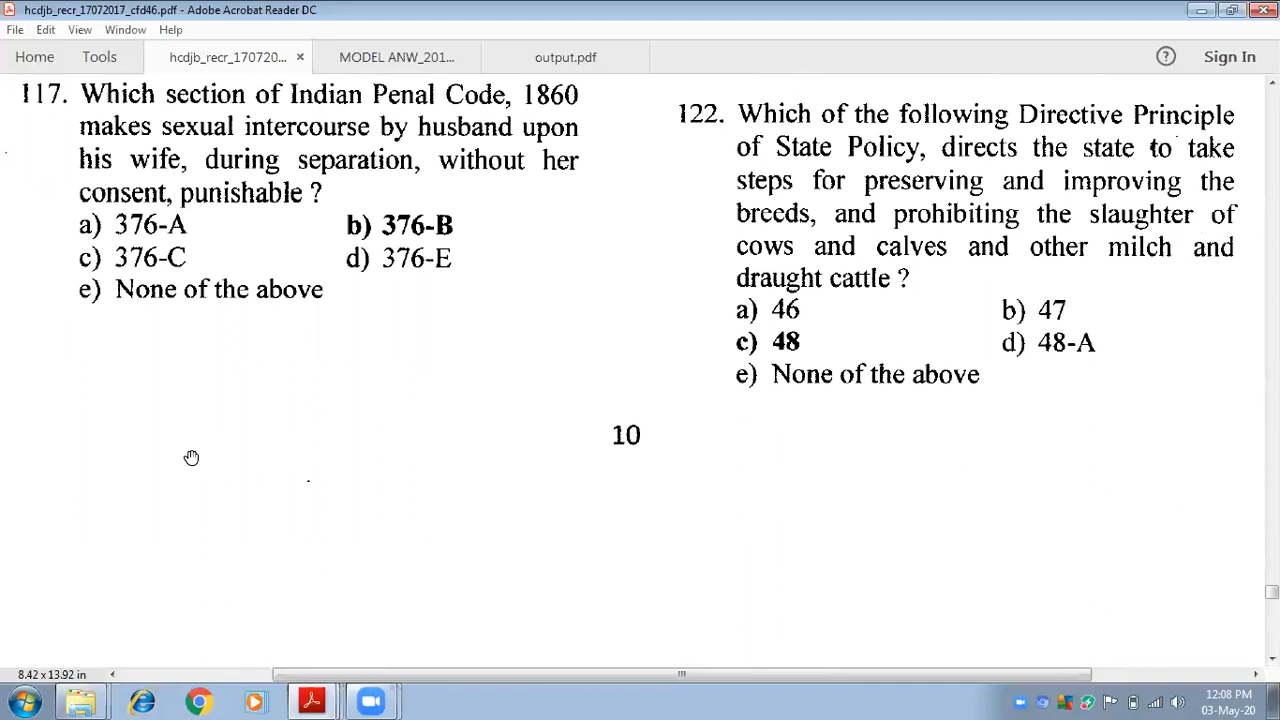 hcdjb_recr_17072017_cfd46.pdf - Adobe Acrobat Reader DC
File Edit View Window Help
Home Tools hcdjb_recr_170720... × MODEL ANW_201... output.pdf Sign In
117. Which section of Indian Penal Code, 1860
makes sexual intercourse by husband upon
his wife, during separation, without her
consent, punishable ?
a) 376-A b) 376-B
c) 376-C d) 376-E
e) None of the above
122. Which of the following Directive Principle
of State Policy, directs the state to take
steps for preserving and improving the
breeds, and prohibiting the slaughter of
cows and calves and other milch and
draught cattle ?
a) 46 b) 47
c) 48 d) 48-A
e) None of the above
10
8.42 x 13.92 in
12:08 PM
03-May-20